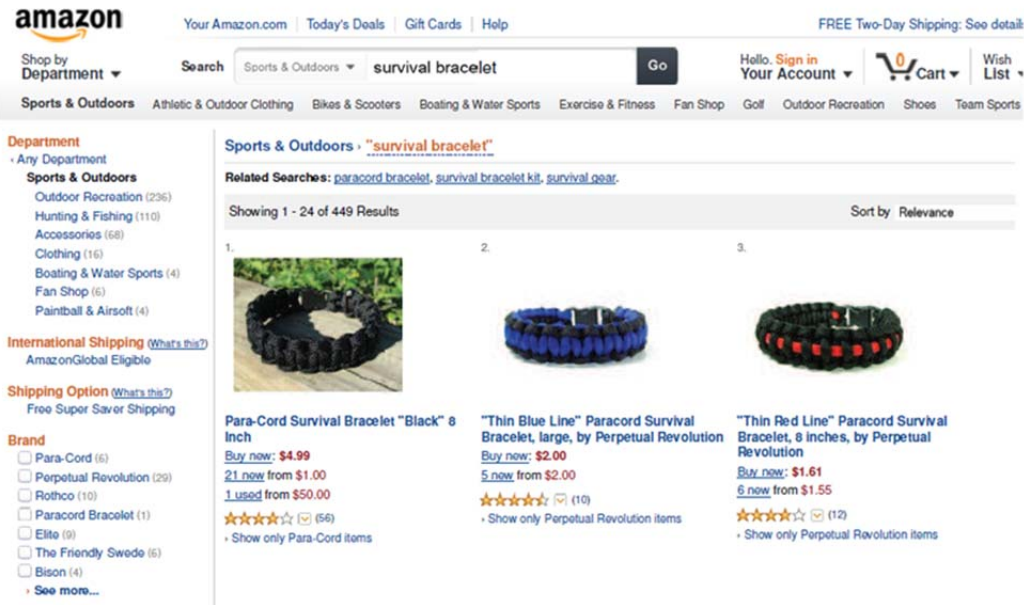 amazon
Your Amazon.com | Today's Deals | Gift Cards | Help
FREE Two-Day Shipping: See
Shop by
Department
Search
Sports & Outdoors
survival bracelet
Go
Hello. Sign in
Your Account
0
Cart
Wish
List
Sports & Outdoors Athletic & Outdoor Clothing Bikes & Scooters Boating & Water Sports Exercise & Fitness Fan Shop Golf Outdoor Recreation Shoes Team Sports
Department
‹ Any Department
Sports & Outdoors
Outdoor Recreation (236)
Hunting & Fishing (110)
Accessories (68)
Clothing (16)
Boating & Water Sports (4)
Fan Shop (6)
Paintball & Airsoft (4)
International Shipping (What's this?)
AmazonGlobal Eligible
Shipping Option (What's this?)
Free Super Saver Shipping
Brand
Para-Cord (6)
Perpetual Revolution (29)
Rothco (10)
Paracord Bracelet (1)
Elite (9)
The Friendly Swede (6)
Bison (4)
› See more...
Sports & Outdoors › "survival bracelet"
Related Searches: paracord bracelet, survival bracelet kit, survival gear.
Showing 1 - 24 of 449 Results
Sort by Relevance
1.
Para-Cord Survival Bracelet "Black" 8
Inch
Buy new: $4.99
21 new from $1.00
1 used from $50.00
(56)
› Show only Para-Cord items
2.
"Thin Blue Line" Paracord Survival
Bracelet, large, by Perpetual Revolution
Buy new: $2.00
5 new from $2.00
(10)
› Show only Perpetual Revolution items
3.
"Thin Red Line" Paracord Survival
Bracelet, 8 inches, by Perpetual
Revolution
Buy new: $1.61
6 new from $1.55
(12)
› Show only Perpetual Revolution items